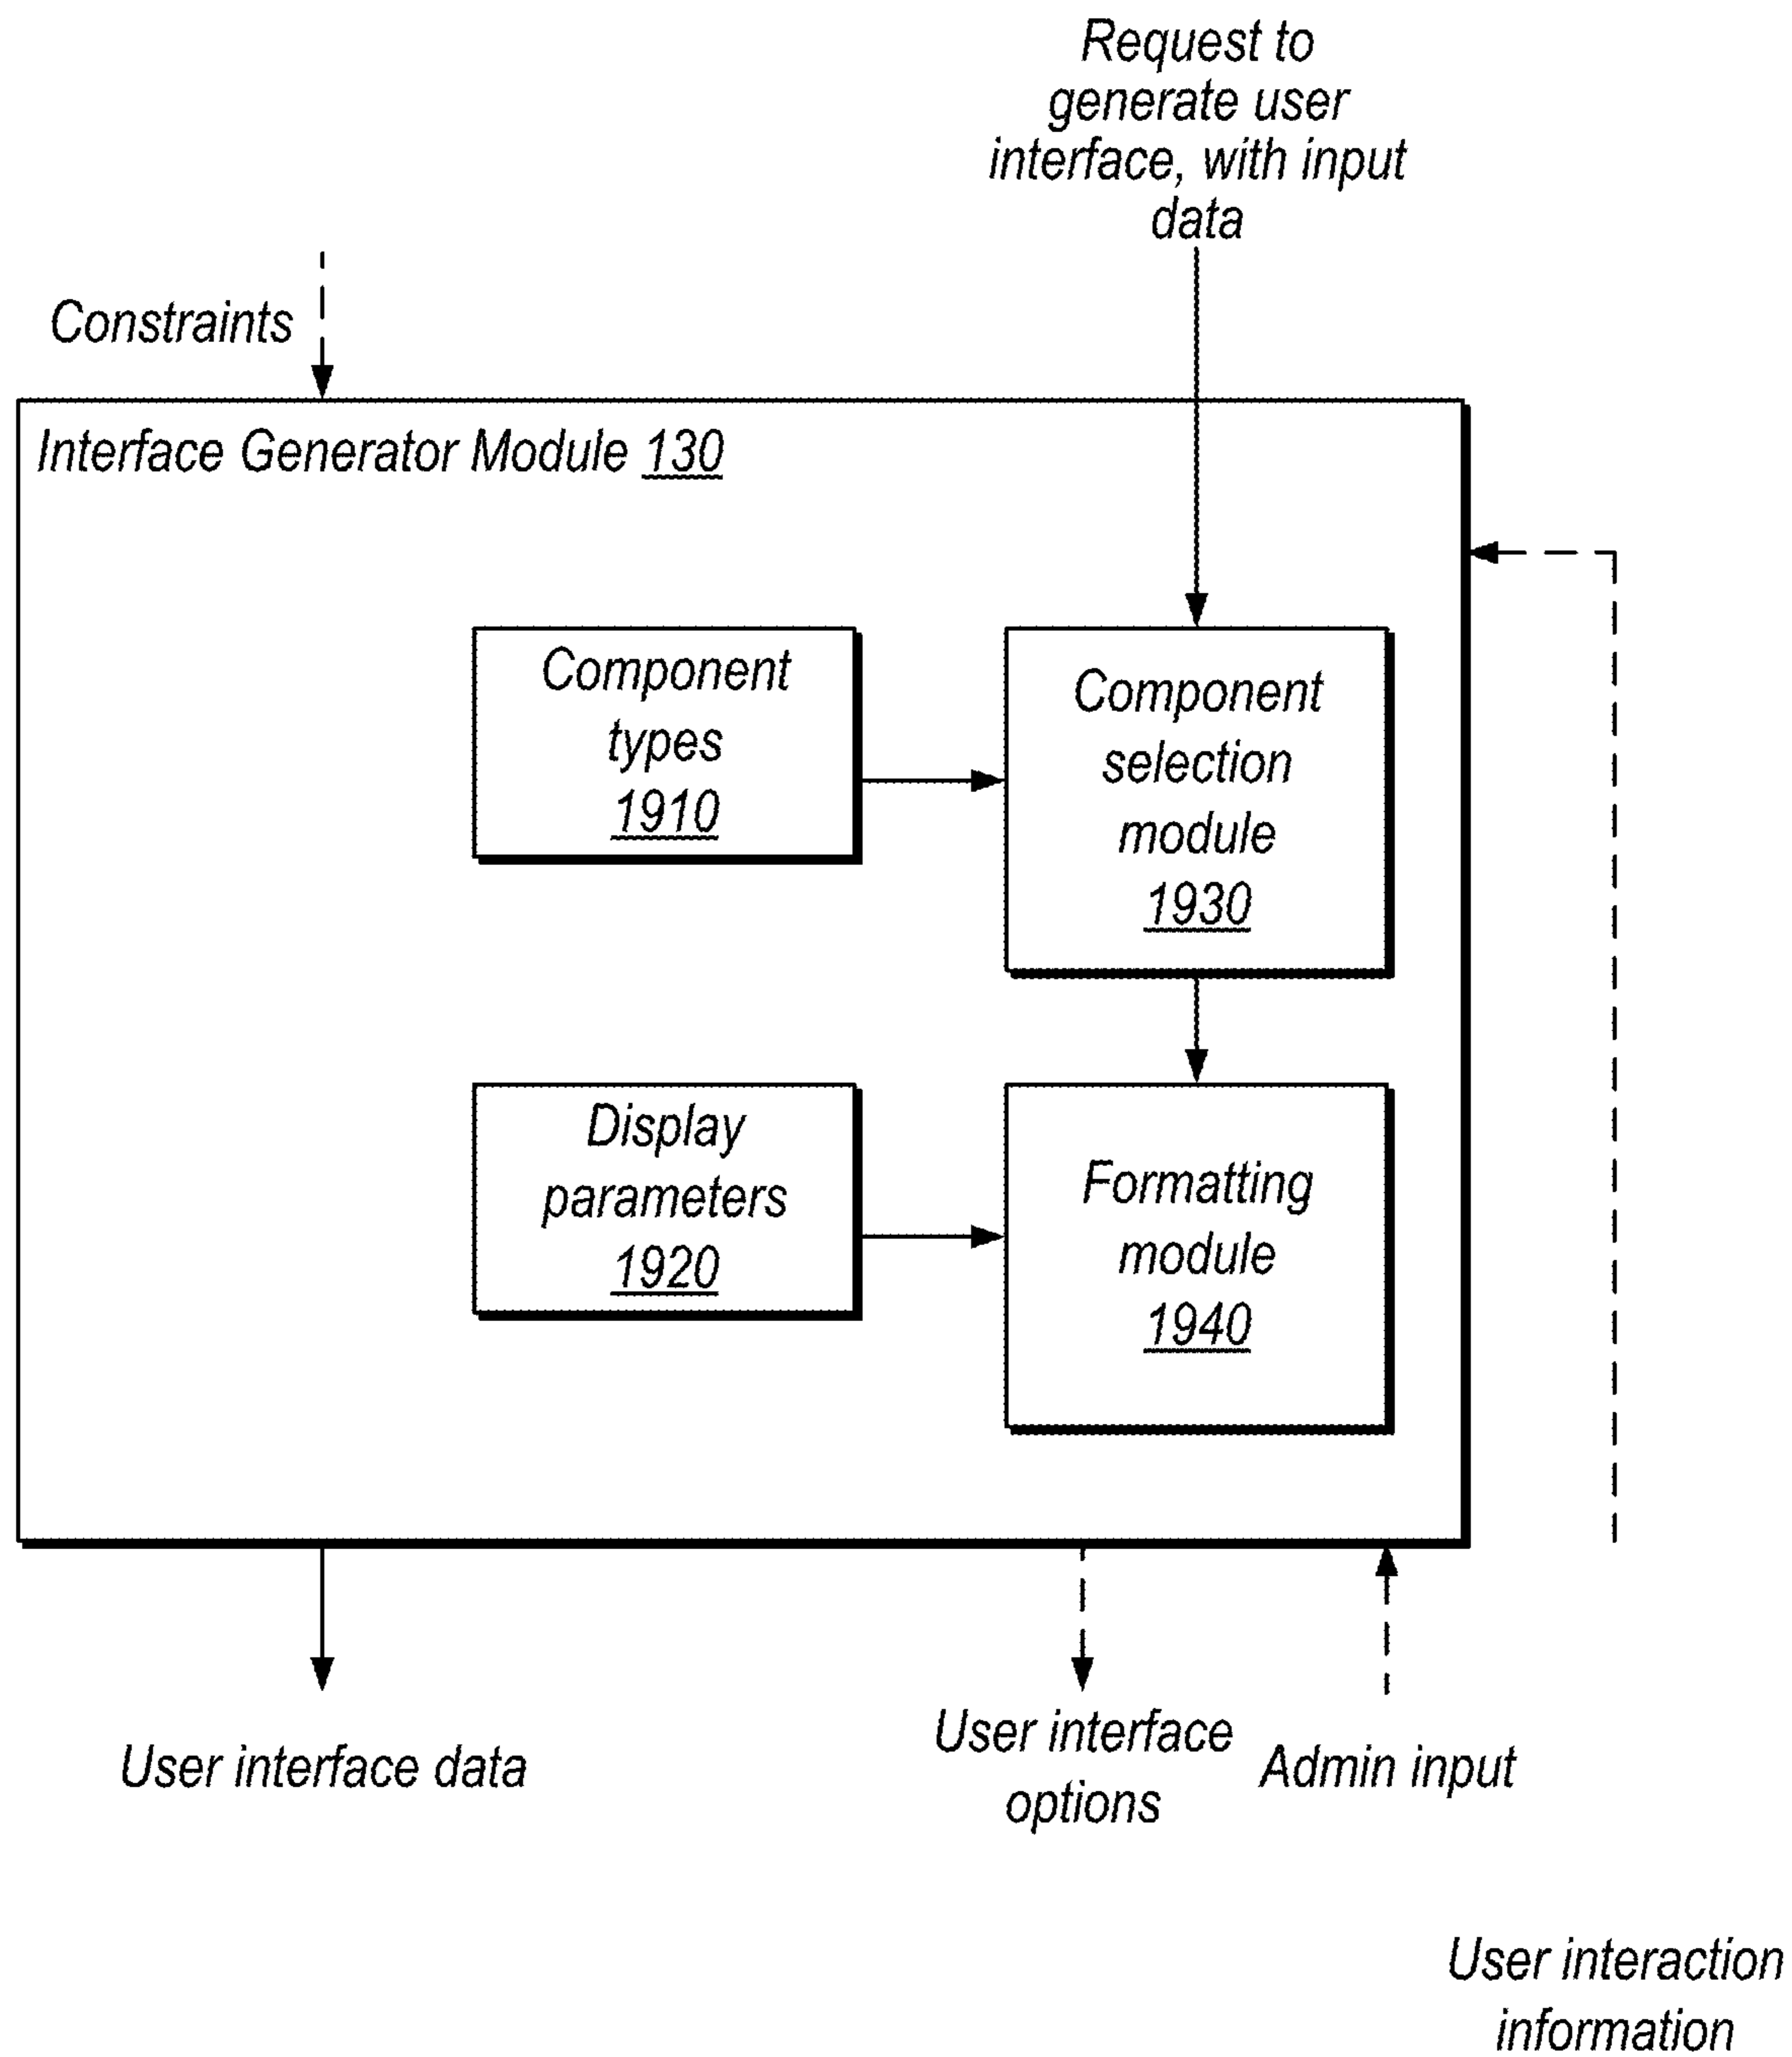 Request to
generate user
interface, with input
data
Constraints
Interface Generator Module 130
Component
types
1910
Component
selection
module
1930
Display
parameters
1920
Formatting
module
1940
User interface data
User interface
options
Admin input
User interaction
information